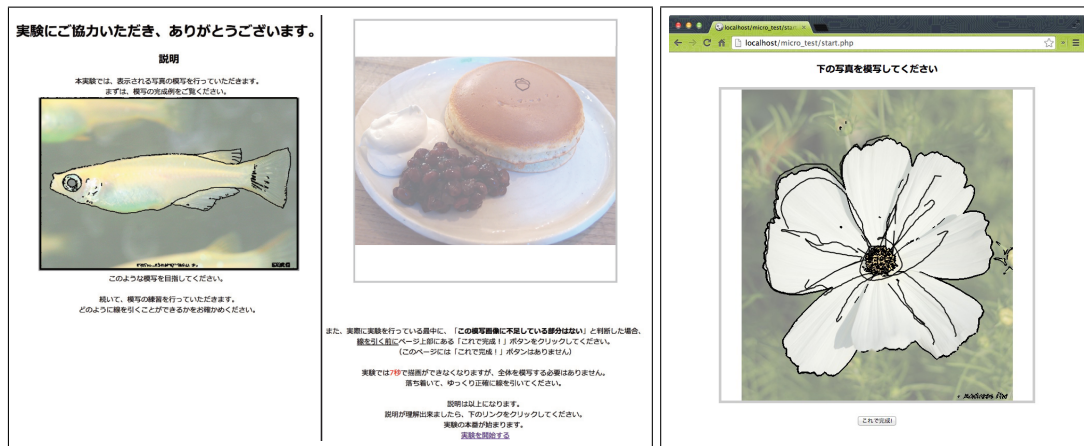 実験にご協力いただき、ありがとうございます。
説明
本実験では、表示される写真の模写を行っていただきます。
まずは、模写の完成例をご覧ください。
このような模写を目指してください。
続いて、模写の練習を行っていただきます。
どのように線を引くことができるかをお確かめください。
また、実際に実験を行っている最中に、「この模写画像に不足している部分はない」と判断した場合、
線を引く前にページ上部にある「これで完成！」ボタンをクリックしてください。
（このページには「これで完成！」ボタンはありません）
実験では7秒で描画ができなくなりますが、全体を模写する必要はありません。
落ち着いて、ゆっくり正確に線を引いてください。
説明は以上になります。
説明が理解出来ましたら、下のリンクをクリックしてください。
実験の本番が始まります。
実験を開始する
localhost/micro_test/star
localhost/micro_test/start.php
下の写真を模写してください
これで完成!